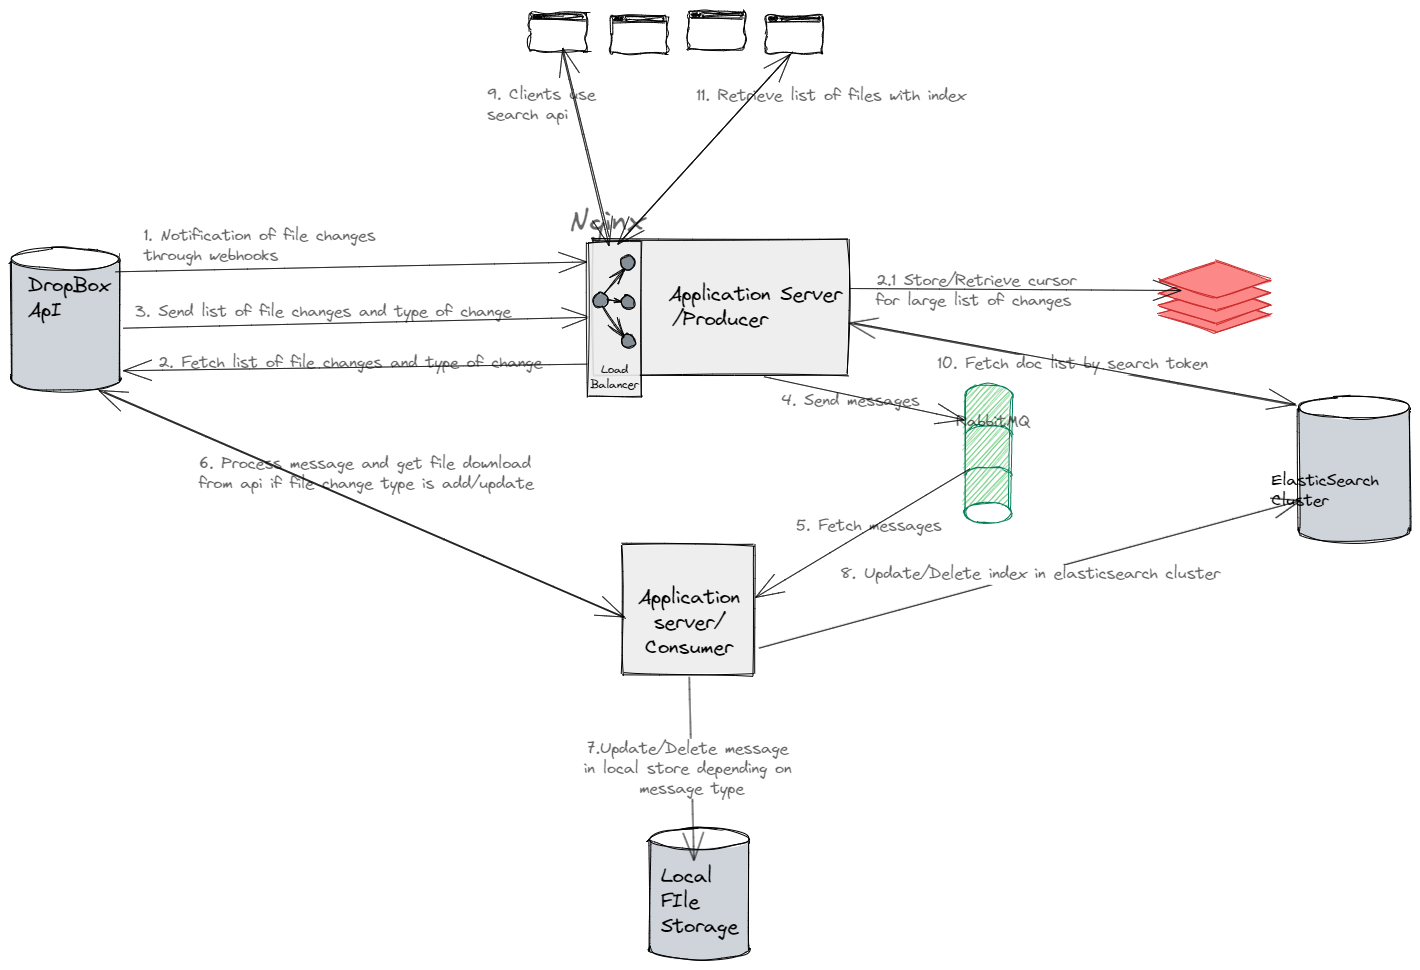 9. Clients use
search api
11. Retrieve list of files with index
Nginx
1. Notification of file changes
through webhooks
DropBox
ApI
3. Send list of file changes and type of change
2. Fetch list of file changes and type of change
Load
Balancer
Application Server
/Producer
2.1 Store/Retrieve cursor
for large list of changes
10. Fetch doc list by search token
4. Send messages
RabbitMQ
6. Process message and get file download
from api if file change type is add/update
ElasticSearch
Cluster
5. Fetch messages
8. Update/Delete index in elasticsearch cluster
Application
server/
Consumer
7.Update/Delete message
in local store depending on
message type
Local
FIle
Storage